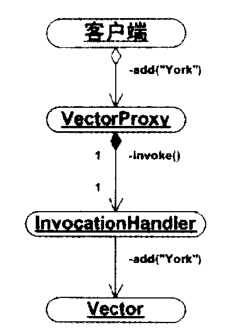 客户端
-add("York")
VectorProxy
1
-invoke()
1
InvocationHandler
-add("York")
Vector